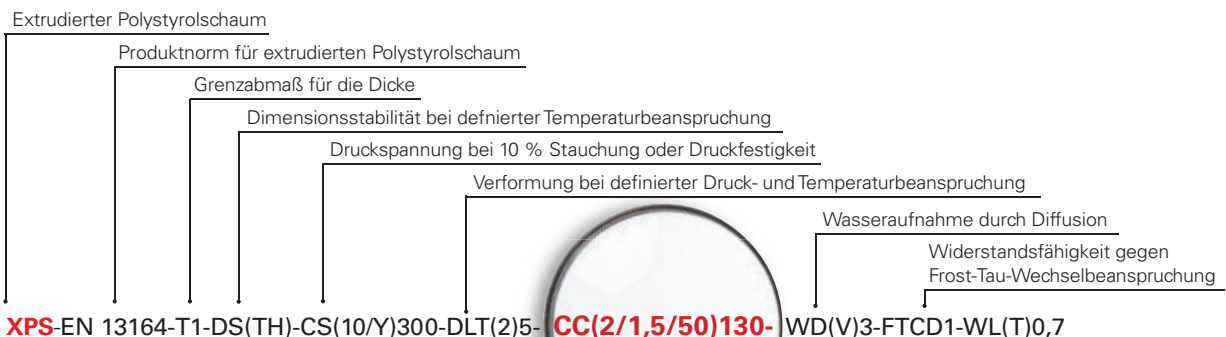 Extrudierter Polystyrolschaum
Produktnorm für extrudierten Polystyrolschaum
Grenzabmaß für die Dicke
Dimensionsstabilität bei defnierter Temperaturbeanspruchung
Druckspannung bei 10 % Stauchung oder Druckfestigkeit
Verformung bei definierter Druck- und Temperaturbeanspruchung
Wasseraufnahme durch Diffusion
Widerstandsfähigkeit gegen
Frost-Tau-Wechselbeanspruchung
XPS-EN 13164-T1-DS(TH)-CS(10/Y)300-DLT(2)5- CC(2/1,5/50)130- WD(V)3-FTCD1-WL(T)0,7